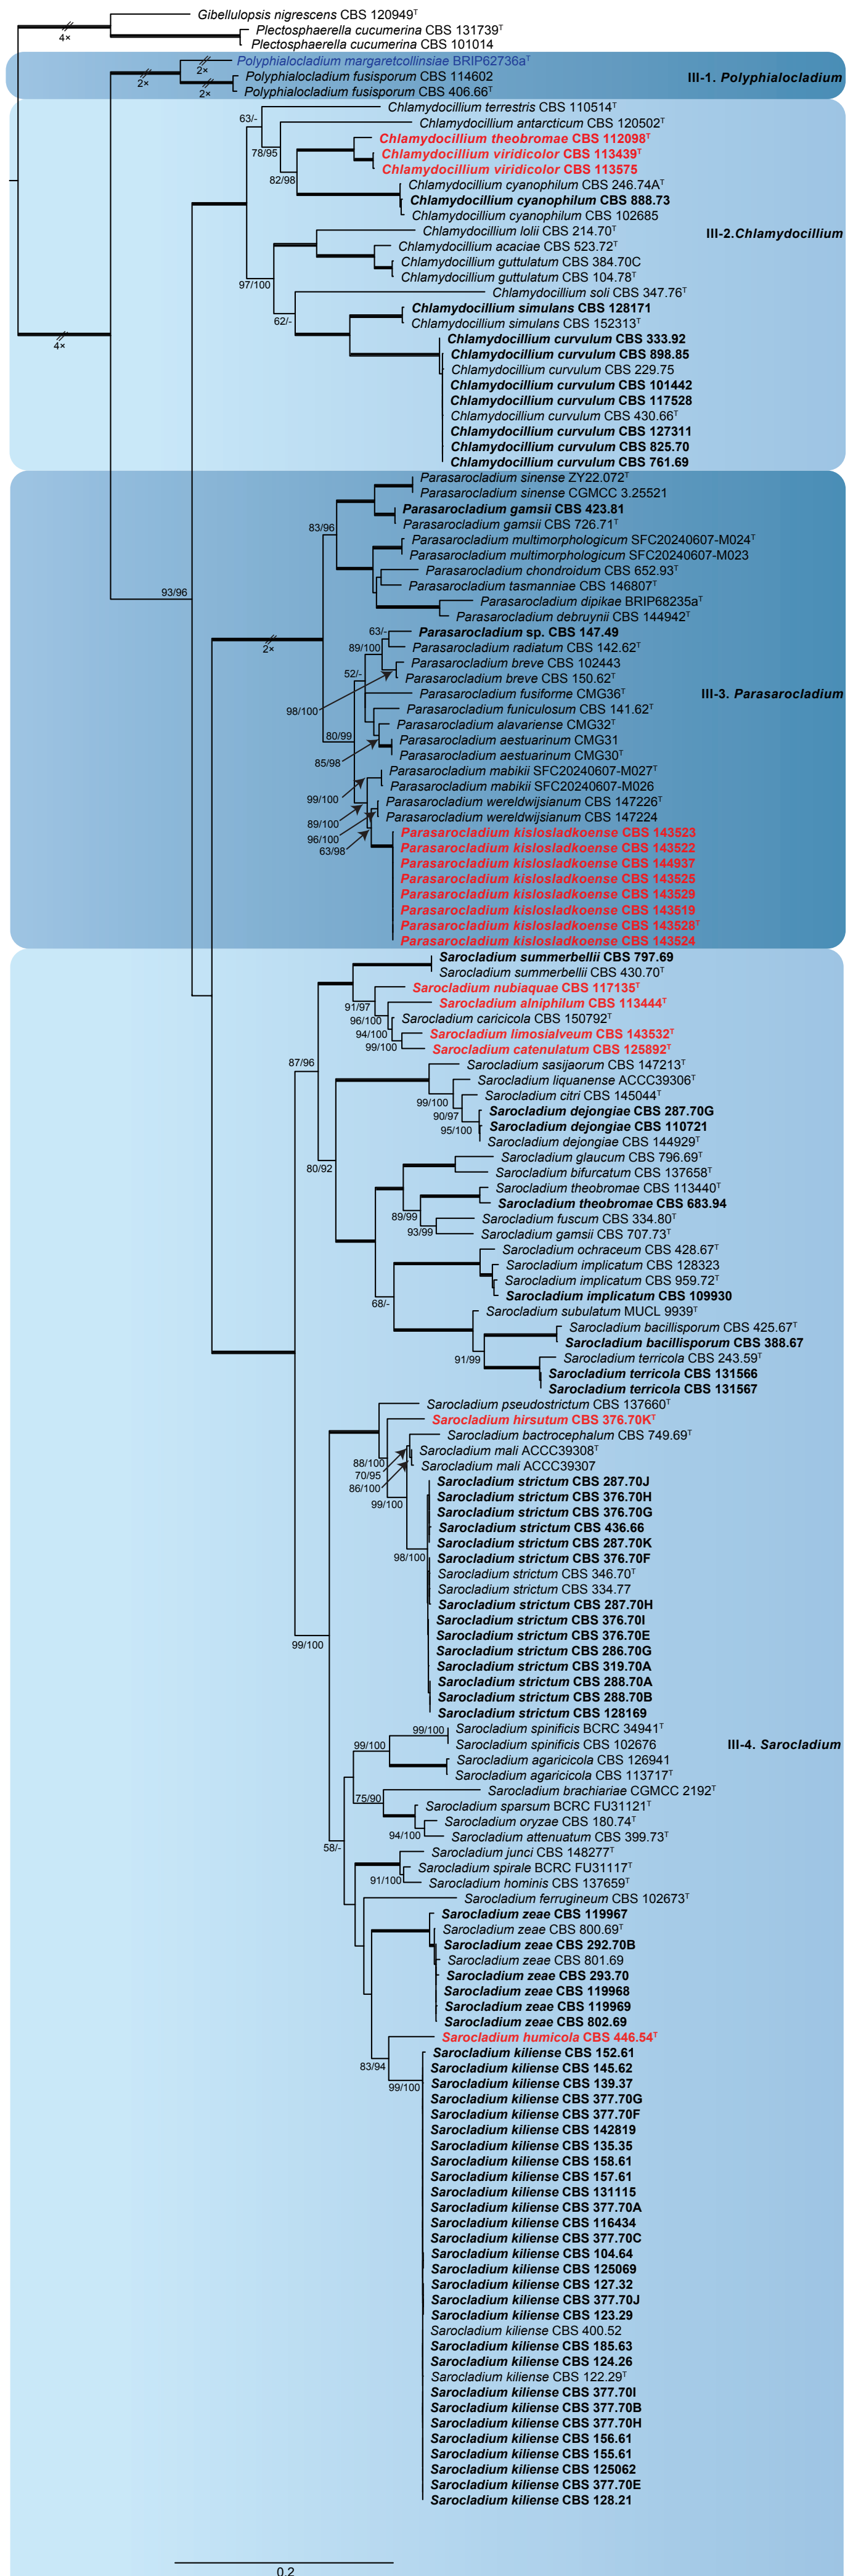 Gibellulopsis nigrescens CBS 120949ᵀ
Plectosphaerella cucumerina CBS 131739ᵀ
4×
Plectosphaerella cucumerina CBS 101014
Polyphialocladium margaretcollinsiae BRIP62736aᵀ
2×
2×
Polyphialocladium fusisporum CBS 114602
III-1. Polyphialocladium
2×
Polyphialocladium fusisporum CBS 406.66ᵀ
Chlamydocillium terrestris CBS 110514ᵀ
63/-
Chlamydocillium antarcticum CBS 120502ᵀ
Chlamydocillium theobromae CBS 112098ᵀ
78/95
Chlamydocillium viridicolor CBS 113439ᵀ
Chlamydocillium viridicolor CBS 113575
82/98
Chlamydocillium cyanophilum CBS 246.74Aᵀ
Chlamydocillium cyanophilum CBS 888.73
Chlamydocillium cyanophilum CBS 102685
Chlamydocillium lolii CBS 214.70ᵀ
III-2.Chlamydocillium
Chlamydocillium acaciae CBS 523.72ᵀ
Chlamydocillium guttulatum CBS 384.70C
Chlamydocillium guttulatum CBS 104.78ᵀ
97/100
Chlamydocillium soli CBS 347.76ᵀ
Chlamydocillium simulans CBS 128171
62/-
Chlamydocillium simulans CBS 152313ᵀ
Chlamydocillium curvulum CBS 333.92
4×
Chlamydocillium curvulum CBS 898.85
Chlamydocillium curvulum CBS 229.75
Chlamydocillium curvulum CBS 101442
Chlamydocillium curvulum CBS 117528
Chlamydocillium curvulum CBS 430.66ᵀ
Chlamydocillium curvulum CBS 127311
Chlamydocillium curvulum CBS 825.70
Chlamydocillium curvulum CBS 761.69
Parasarocladium sinense ZY22.072ᵀ
Parasarocladium sinense CGMCC 3.25521
Parasarocladium gamsii CBS 423.81
83/96
Parasarocladium gamsii CBS 726.71ᵀ
Parasarocladium multimorphologicum SFC20240607-M024ᵀ
Parasarocladium multimorphologicum SFC20240607-M023
Parasarocladium chondroidum CBS 652.93ᵀ
Parasarocladium tasmanniae CBS 146807ᵀ
93/96
Parasarocladium dipikae BRIP68235aᵀ
Parasarocladium debruynii CBS 144942ᵀ
63/-
Parasarocladium sp. CBS 147.49
2×
89/100
Parasarocladium radiatum CBS 142.62ᵀ
Parasarocladium breve CBS 102443
52/-
Parasarocladium breve CBS 150.62ᵀ
Parasarocladium fusiforme CMG36ᵀ
III-3. Parasarocladium
98/100
Parasarocladium funiculosum CBS 141.62ᵀ
Parasarocladium alavariense CMG32ᵀ
80/99
Parasarocladium aestuarinum CMG31
Parasarocladium aestuarinum CMG30ᵀ
85/98
Parasarocladium mabikii SFC20240607-M027ᵀ
Parasarocladium mabikii SFC20240607-M026
99/100
Parasarocladium wereldwijsianum CBS 147226ᵀ
Parasarocladium wereldwijsianum CBS 147224
89/100
Parasarocladium kislosladkoense CBS 143523
96/100
Parasarocladium kislosladkoense CBS 143522
63/98
Parasarocladium kislosladkoense CBS 144937
Parasarocladium kislosladkoense CBS 143525
Parasarocladium kislosladkoense CBS 143529
Parasarocladium kislosladkoense CBS 143519
Parasarocladium kislosladkoense CBS 143528ᵀ
Parasarocladium kislosladkoense CBS 143524
Sarocladium summerbellii CBS 797.69
Sarocladium summerbellii CBS 430.70ᵀ
Sarocladium nubiaquae CBS 117135ᵀ
Sarocladium alniphilum CBS 113444ᵀ
91/97
Sarocladium caricicola CBS 150792ᵀ
96/100
Sarocladium limosialveum CBS 143532ᵀ
94/100
Sarocladium catenulatum CBS 125892ᵀ
99/100
87/96
Sarocladium sasijaorum CBS 147213ᵀ
Sarocladium liquanense ACCC39306ᵀ
Sarocladium citri CBS 145044ᵀ
99/100
Sarocladium dejongiae CBS 287.70G
90/97
Sarocladium dejongiae CBS 110721
95/100
Sarocladium dejongiae CBS 144929ᵀ
Sarocladium glaucum CBS 796.69ᵀ
80/92
Sarocladium bifurcatum CBS 137658ᵀ
Sarocladium theobromae CBS 113440ᵀ
Sarocladium theobromae CBS 683.94
89/99
Sarocladium fuscum CBS 334.80ᵀ
93/99
Sarocladium gamsii CBS 707.73ᵀ
Sarocladium ochraceum CBS 428.67ᵀ
Sarocladium implicatum CBS 128323
Sarocladium implicatum CBS 959.72ᵀ
Sarocladium implicatum CBS 109930
68/-
Sarocladium subulatum MUCL 9939ᵀ
Sarocladium bacillisporum CBS 425.67ᵀ
Sarocladium bacillisporum CBS 388.67
91/99
Sarocladium terricola CBS 243.59ᵀ
Sarocladium terricola CBS 131566
Sarocladium terricola CBS 131567
Sarocladium pseudostrictum CBS 137660ᵀ
Sarocladium hirsutum CBS 376.70Kᵀ
Sarocladium bactrocephalum CBS 749.69ᵀ
Sarocladium mali ACCC39308ᵀ
88/100
Sarocladium mali ACCC39307
70/95
Sarocladium strictum CBS 287.70J
86/100
Sarocladium strictum CBS 376.70H
99/100
Sarocladium strictum CBS 376.70G
Sarocladium strictum CBS 436.66
Sarocladium strictum CBS 287.70K
98/100
Sarocladium strictum CBS 376.70F
Sarocladium strictum CBS 346.70ᵀ
Sarocladium strictum CBS 334.77
Sarocladium strictum CBS 287.70H
Sarocladium strictum CBS 376.70I
Sarocladium strictum CBS 376.70E
99/100
Sarocladium strictum CBS 286.70G
Sarocladium strictum CBS 319.70A
Sarocladium strictum CBS 288.70A
Sarocladium strictum CBS 288.70B
Sarocladium strictum CBS 128169
99/100
Sarocladium spinificis BCRC 34941ᵀ
99/100
Sarocladium spinificis CBS 102676
III-4. Sarocladium
Sarocladium agaricicola CBS 126941
Sarocladium agaricicola CBS 113717ᵀ
Sarocladium brachiariae CGMCC 2192ᵀ
75/90
Sarocladium sparsum BCRC FU31121ᵀ
Sarocladium oryzae CBS 180.74ᵀ
94/100
Sarocladium attenuatum CBS 399.73ᵀ
58/-
Sarocladium junci CBS 148277ᵀ
Sarocladium spirale BCRC FU31117ᵀ
91/100
Sarocladium hominis CBS 137659ᵀ
Sarocladium ferrugineum CBS 102673ᵀ
Sarocladium zeae CBS 119967
Sarocladium zeae CBS 800.69ᵀ
Sarocladium zeae CBS 292.70B
Sarocladium zeae CBS 801.69
Sarocladium zeae CBS 293.70
Sarocladium zeae CBS 119968
Sarocladium zeae CBS 119969
Sarocladium zeae CBS 802.69
Sarocladium humicola CBS 446.54ᵀ
Sarocladium kiliense CBS 152.61
83/94
Sarocladium kiliense CBS 145.62
99/100
Sarocladium kiliense CBS 139.37
Sarocladium kiliense CBS 377.70G
Sarocladium kiliense CBS 377.70F
Sarocladium kiliense CBS 142819
Sarocladium kiliense CBS 135.35
Sarocladium kiliense CBS 158.61
Sarocladium kiliense CBS 157.61
Sarocladium kiliense CBS 131115
Sarocladium kiliense CBS 377.70A
Sarocladium kiliense CBS 116434
Sarocladium kiliense CBS 377.70C
Sarocladium kiliense CBS 104.64
Sarocladium kiliense CBS 125069
Sarocladium kiliense CBS 127.32
Sarocladium kiliense CBS 377.70J
Sarocladium kiliense CBS 123.29
Sarocladium kiliense CBS 400.52
Sarocladium kiliense CBS 185.63
Sarocladium kiliense CBS 124.26
Sarocladium kiliense CBS 122.29ᵀ
Sarocladium kiliense CBS 377.70I
Sarocladium kiliense CBS 377.70B
Sarocladium kiliense CBS 377.70H
Sarocladium kiliense CBS 156.61
Sarocladium kiliense CBS 155.61
Sarocladium kiliense CBS 125062
Sarocladium kiliense CBS 377.70E
Sarocladium kiliense CBS 128.21
0.2